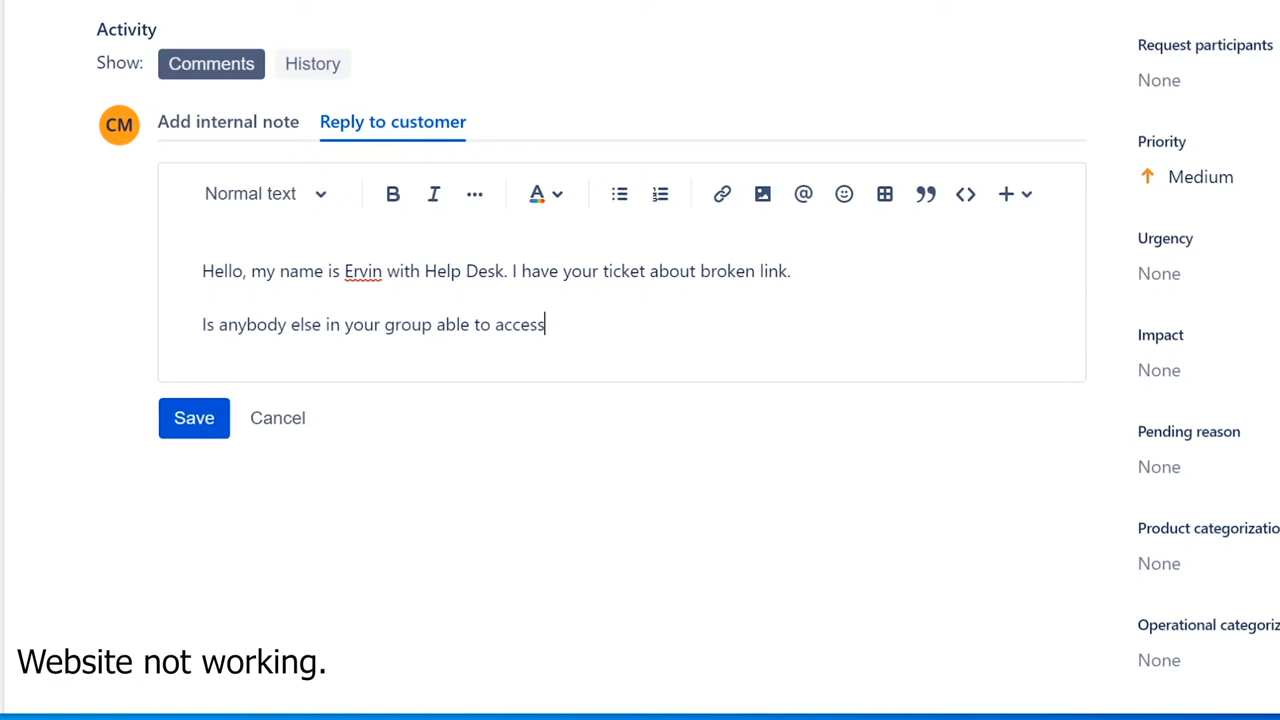 Activity
Show: Comments History
CM Add internal note Reply to customer
Normal text
Hello, my name is Ervin with Help Desk. I have your ticket about broken link.
Is anybody else in your group able to access
Save Cancel
Website not working.
Request participants
None
Priority
Medium
Urgency
None
Impact
None
Pending reason
None
Product categorizatio
None
Operational categoriz
None